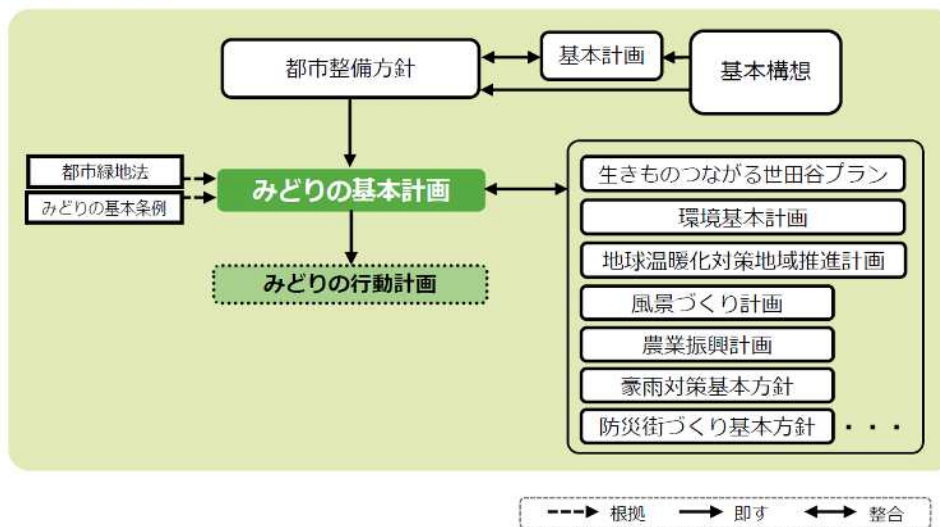 都市整備方針
基本計画
基本構想
都市緑地法
みどりの基本条例
みどりの基本計画
みどりの行動計画
生きものつながる世田谷プラン
環境基本計画
地球温暖化対策地域推進計画
風景づくり計画
農業振興計画
豪雨対策基本方針
防災街づくり基本方針 ・・・
根拠 即す 整合